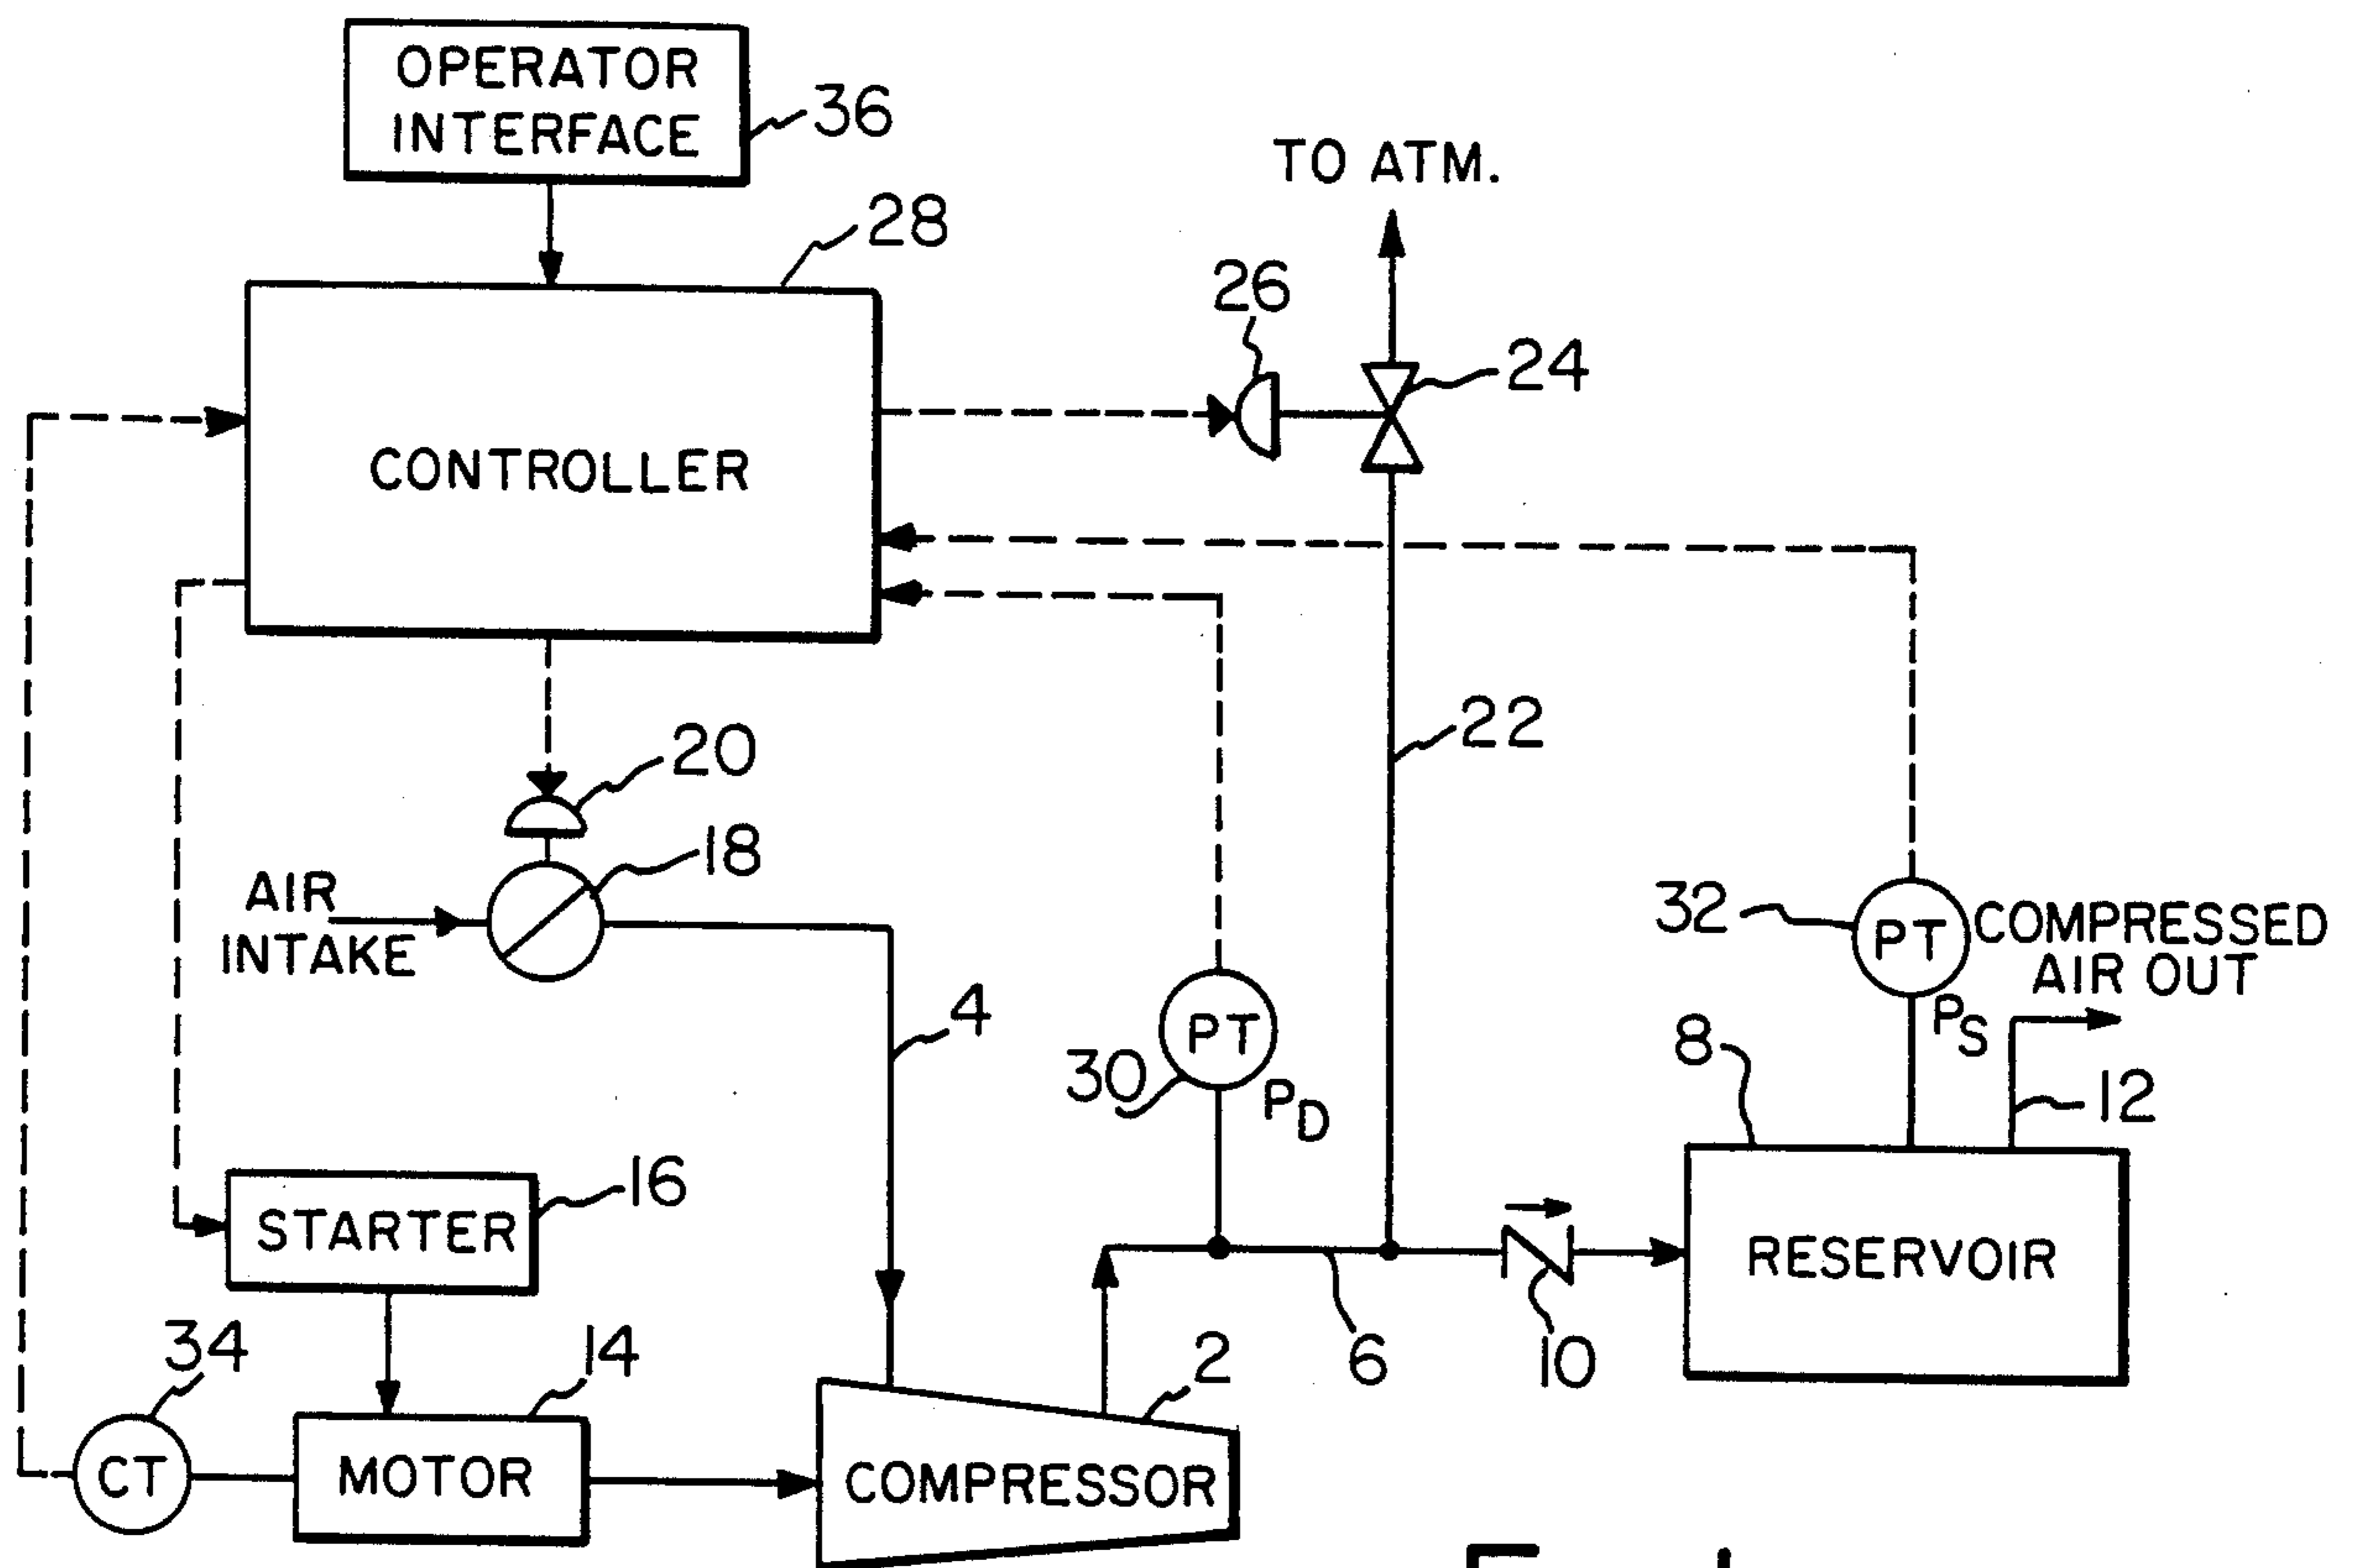 OPERATOR
INTERFACE
36
28
TO ATM.
26
24
CONTROLLER
22
20
18
AIR
INTAKE
4
32
PT
COMPRESSED
AIR OUT
PS
PT
30
PD
8
12
16
STARTER
RESERVOIR
34
14
2
6
10
CT
MOTOR
COMPRESSOR